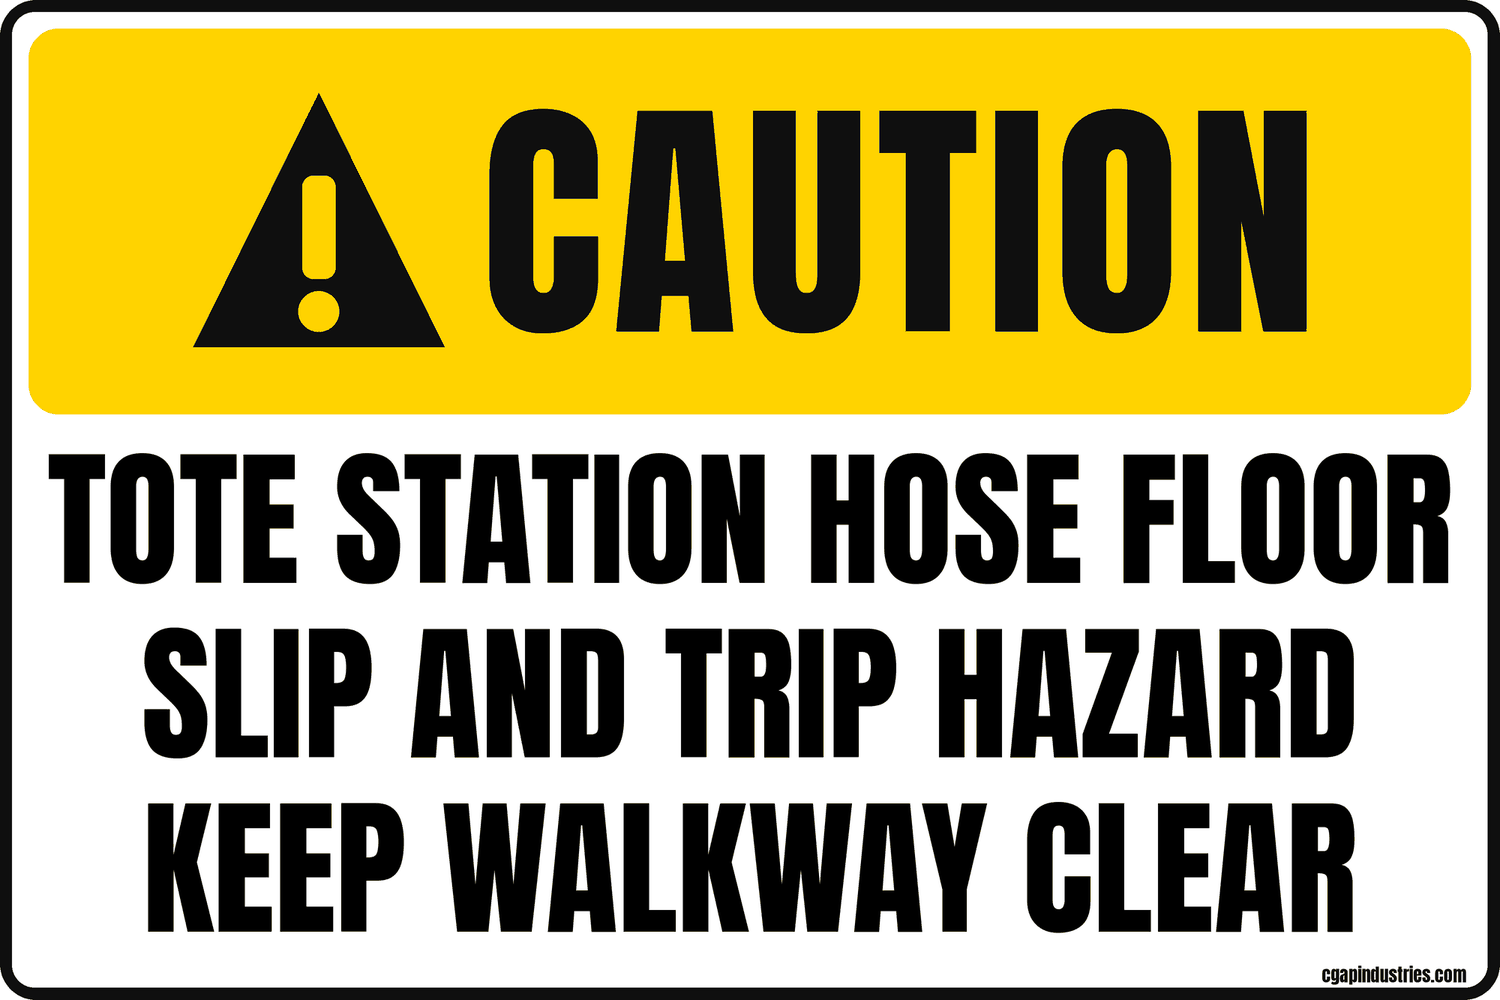 CAUTION
TOTE STATION HOSE FLOOR
SLIP AND TRIP HAZARD
KEEP WALKWAY CLEAR
cgapindustries.com